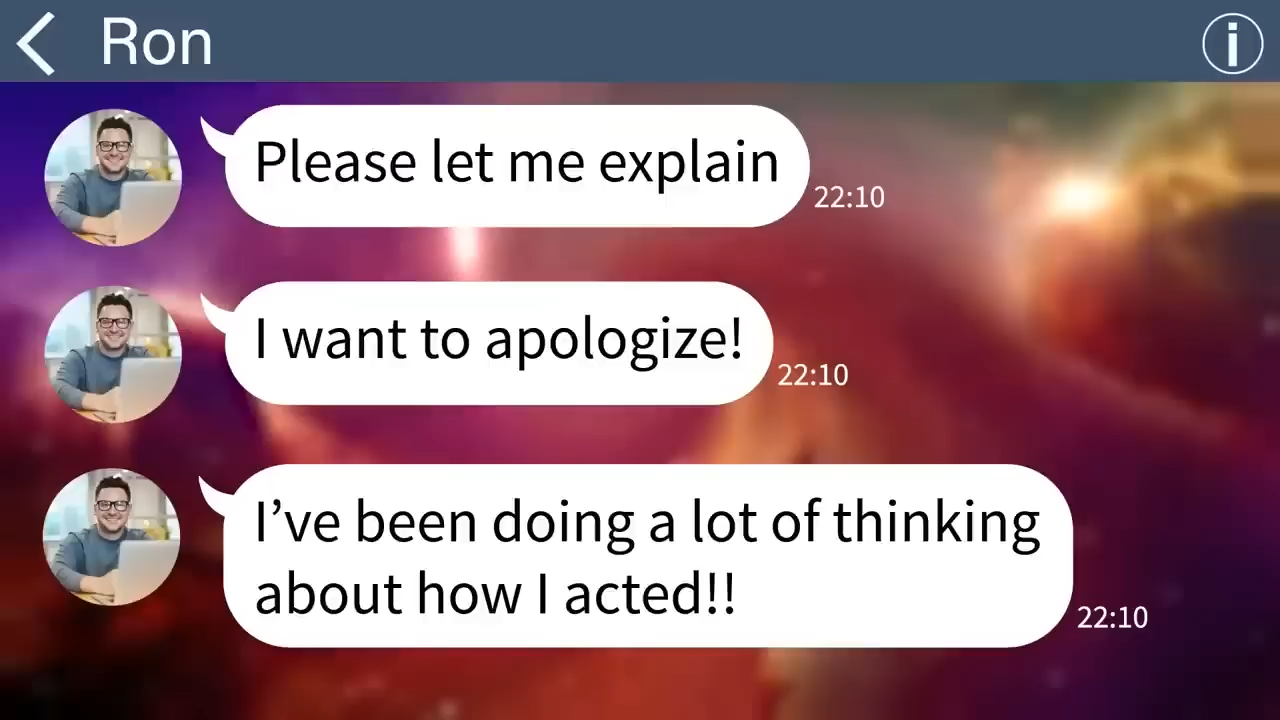 Ron
Please let me explain
22:10
I want to apologize!
22:10
I’ve been doing a lot of thinking
about how I acted!!
22:10